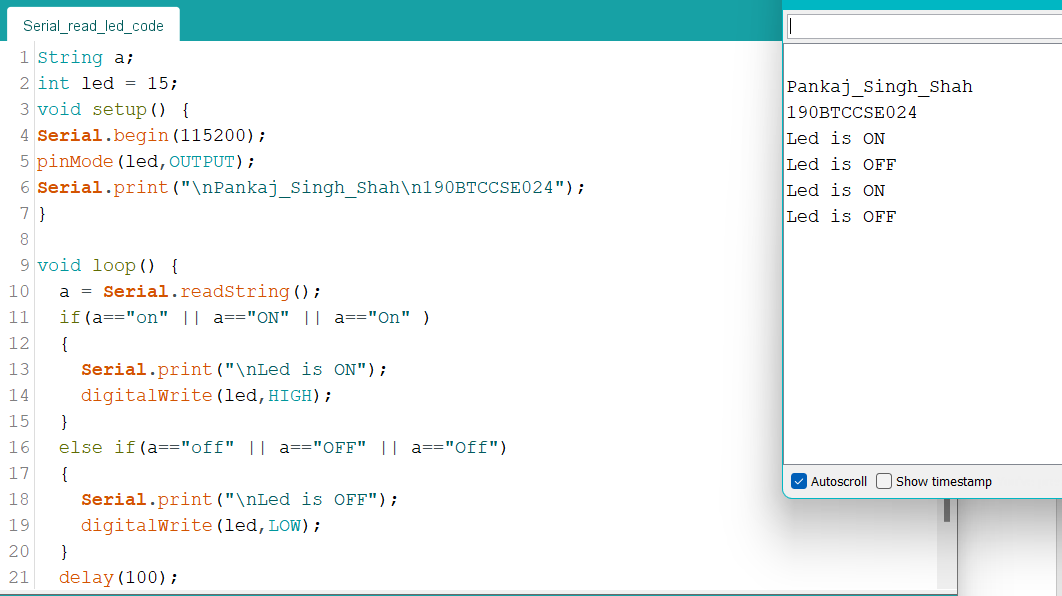 Serial_read_led_code
1 String a;
2 int led = 15;
3 void setup() {
4 Serial.begin(115200);
5 pinMode(led,OUTPUT);
6 Serial.print("\nPankaj_Singh_Shah\n190BTCCSE024");
7 }
8
9 void loop() {
10   a = Serial.readString();
11   if(a=="on" || a=="ON" || a=="On" )
12   {
13     Serial.print("\nLed is ON");
14     digitalWrite(led,HIGH);
15   }
16   else if(a=="off" || a=="OFF" || a=="Off")
17   {
18     Serial.print("\nLed is OFF");
19     digitalWrite(led,LOW);
20   }
21   delay(100);
Pankaj_Singh_Shah
190BTCCSE024
Led is ON
Led is OFF
Led is ON
Led is OFF
Autoscroll Show timestamp